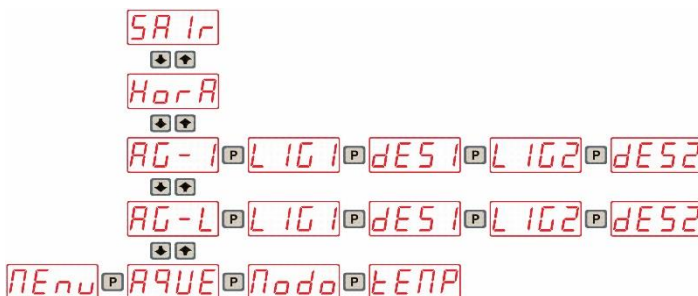 SAIr
HorA
AG-1 P LIG1 P dES1 P LIG2 P dES2
AG-L P LIG1 P dES1 P LIG2 P dES2
MEnu P AqUE P Modo P tEMP